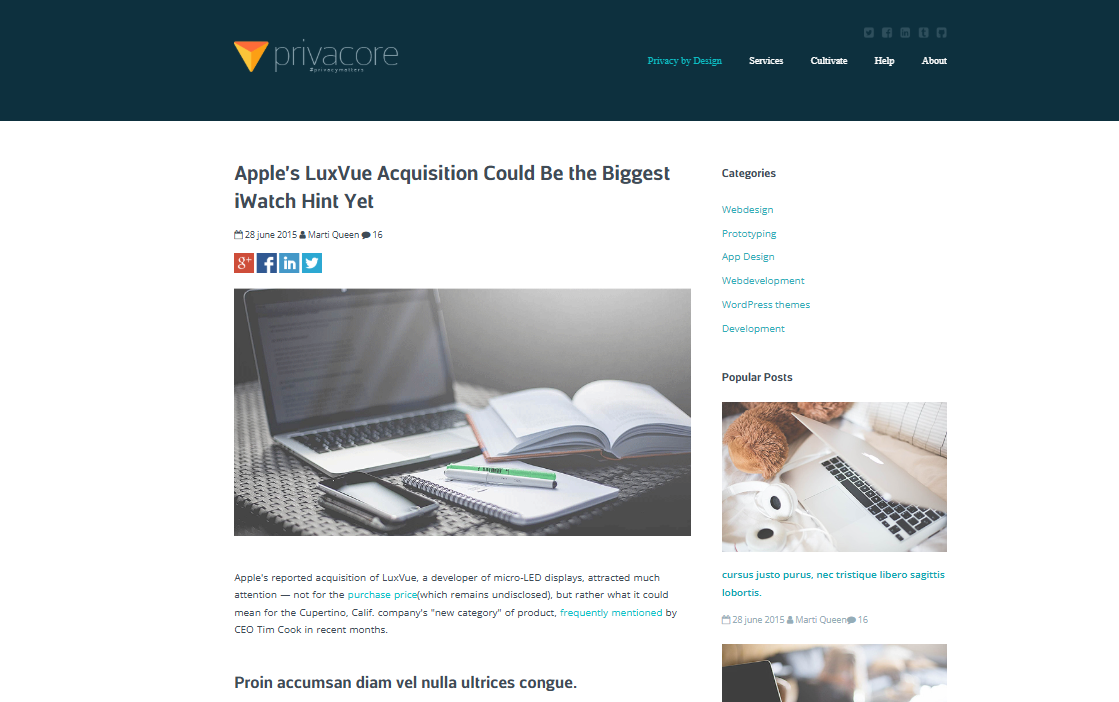 privacore
#privacymatters
Privacy by Design Services Cultivate Help About
Apple's LuxVue Acquisition Could Be the Biggest
iWatch Hint Yet
28 june 2015 Marti Queen 16
Apple's reported acquisition of LuxVue, a developer of micro-LED displays, attracted much
attention — not for the purchase price(which remains undisclosed), but rather what it could
mean for the Cupertino, Calif. company's "new category" of product, frequently mentioned by
CEO Tim Cook in recent months.
Proin accumsan diam vel nulla ultrices congue.
Categories
Webdesign
Prototyping
App Design
Webdevelopment
WordPress themes
Development
Popular Posts
cursus justo purus, nec tristique libero sagittis
lobortis.
28 june 2015 Marti Queen 16